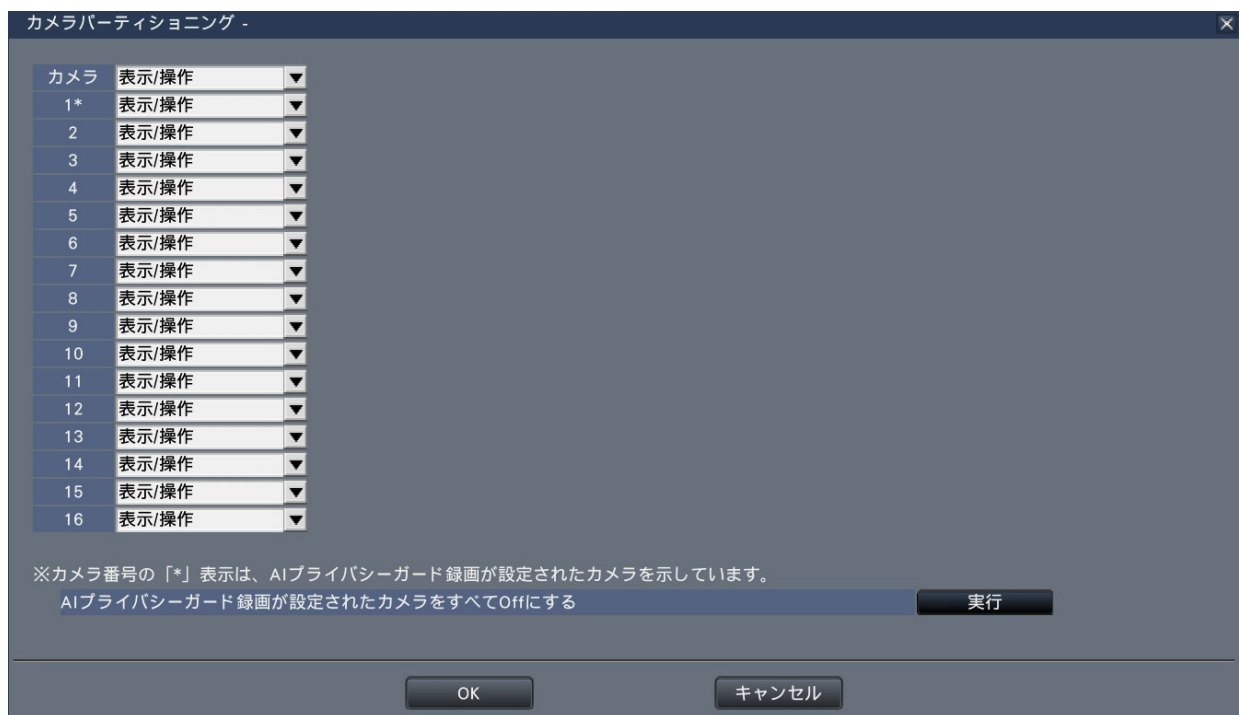 カメラパーティショニング -
カメラ 表示/操作
1* 表示/操作
2 表示/操作
3 表示/操作
4 表示/操作
5 表示/操作
6 表示/操作
7 表示/操作
8 表示/操作
9 表示/操作
10 表示/操作
11 表示/操作
12 表示/操作
13 表示/操作
14 表示/操作
15 表示/操作
16 表示/操作
※カメラ番号の「*」表示は、AIプライバシーガード録画が設定されたカメラを示しています。
AIプライバシーガード録画が設定されたカメラをすべてOffにする 実行
OK キャンセル